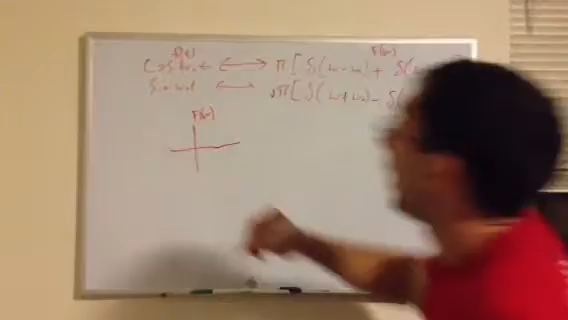 f(t) F(ω)
Cos ω₀t ⟷ π[δ(ω-ω₀) + δ(ω
Sin ω₀t ⟷ jπ[δ(ω+ω₀) - δ(
F(ω)